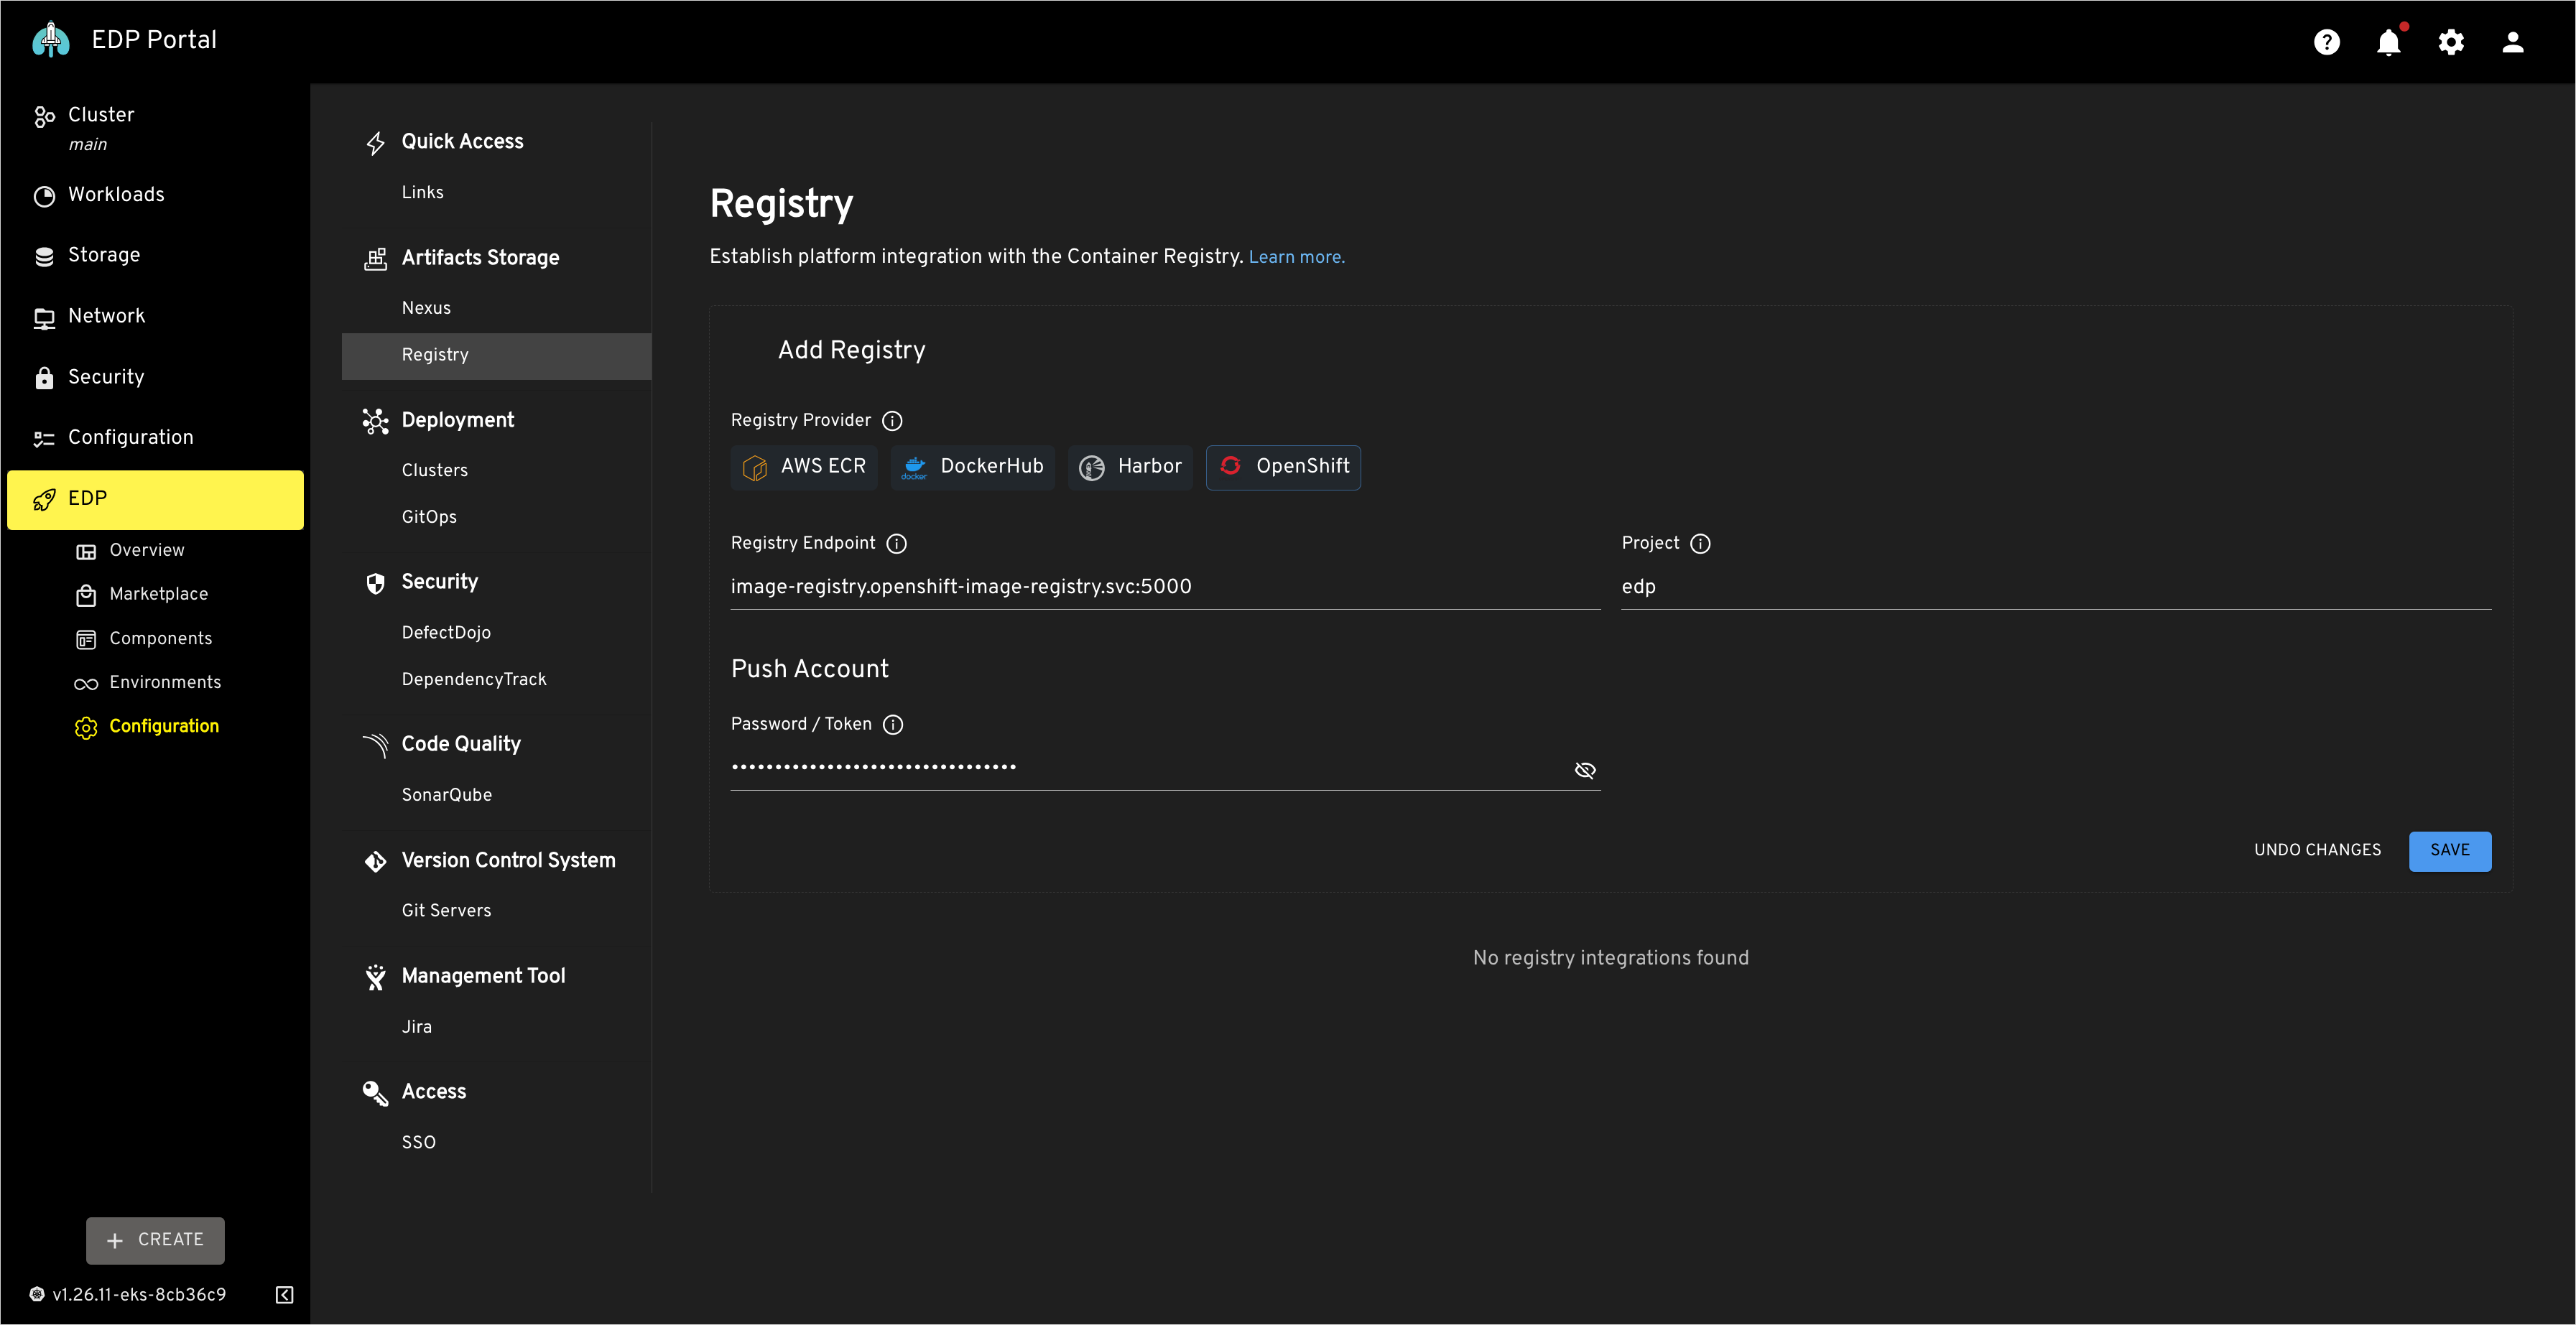 EDP Portal
Cluster
main
Workloads
Storage
Network
Security
Configuration
EDP
Overview
Marketplace
Components
Environments
Configuration
CREATE
v1.26.11-eks-8cb36c9
Quick Access
Links
Artifacts Storage
Nexus
Registry
Deployment
Clusters
GitOps
Security
DefectDojo
DependencyTrack
Code Quality
SonarQube
Version Control System
Git Servers
Management Tool
Jira
Access
SSO
Registry
Establish platform integration with the Container Registry. Learn more.
Add Registry
Registry Provider
AWS ECR
docker
DockerHub
Harbor
OpenShift
Registry Endpoint
Project
image-registry.openshift-image-registry.svc:5000
edp
Push Account
Password / Token
•••••••••••••••••••••••••••••••••
UNDO CHANGES
SAVE
No registry integrations found